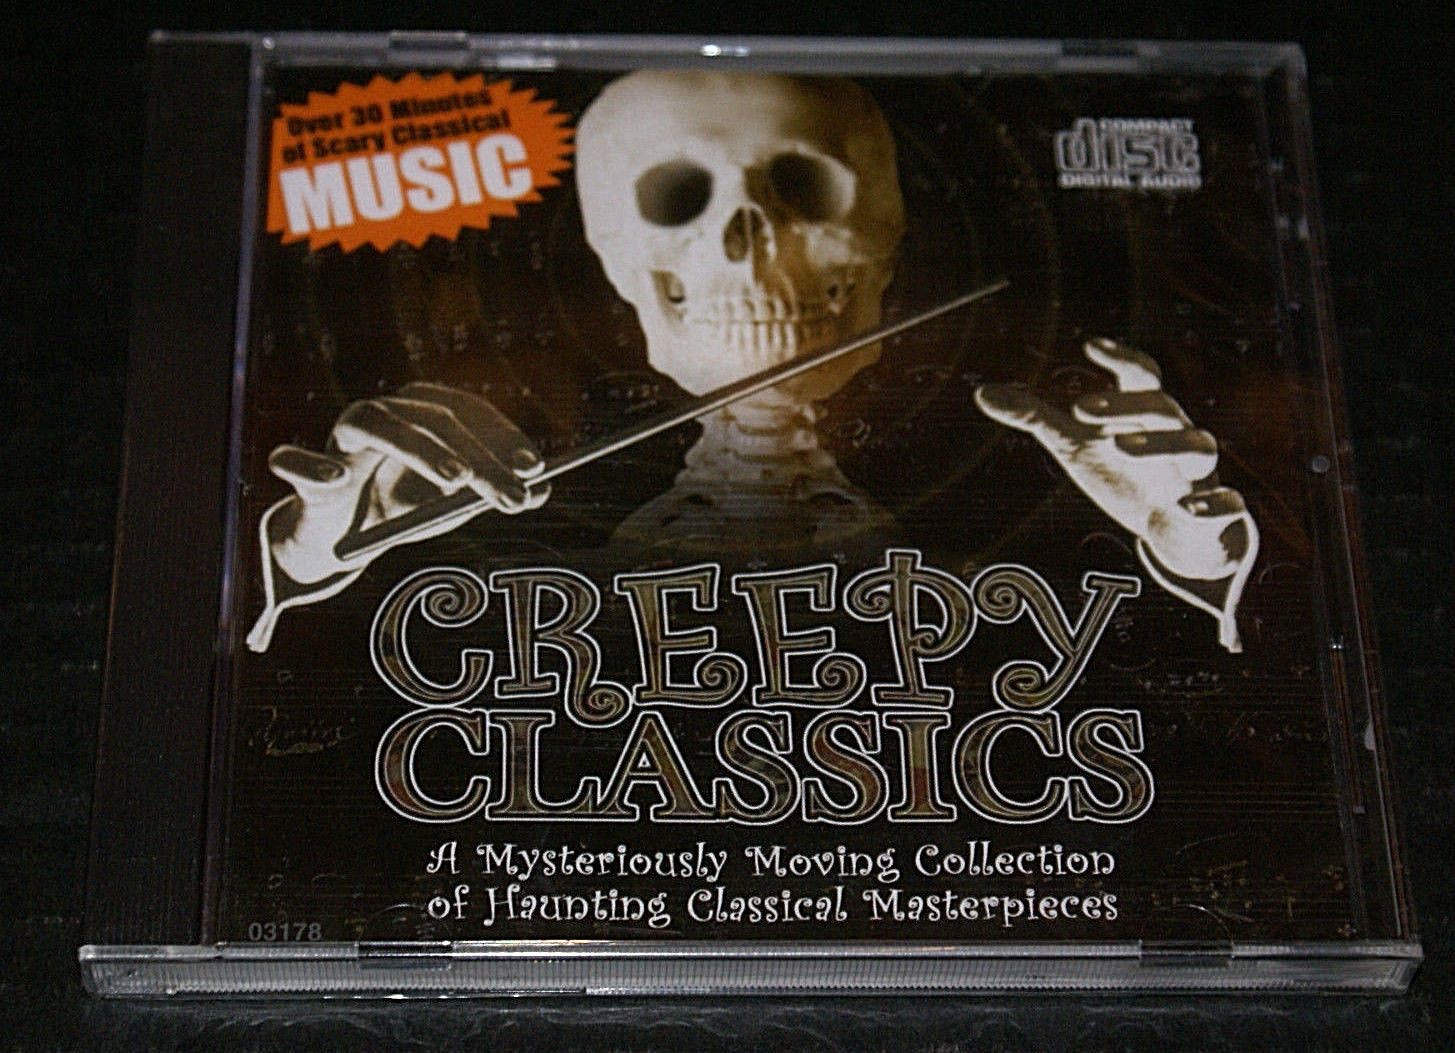 Over 30 Minutes
of Scary Classical
MUSIC
COMPACT
disc
DIGITAL AUDIO
CREEPY
CLASSICS
A Mysteriously Moving Collection
of Haunting Classical Masterpieces
03178